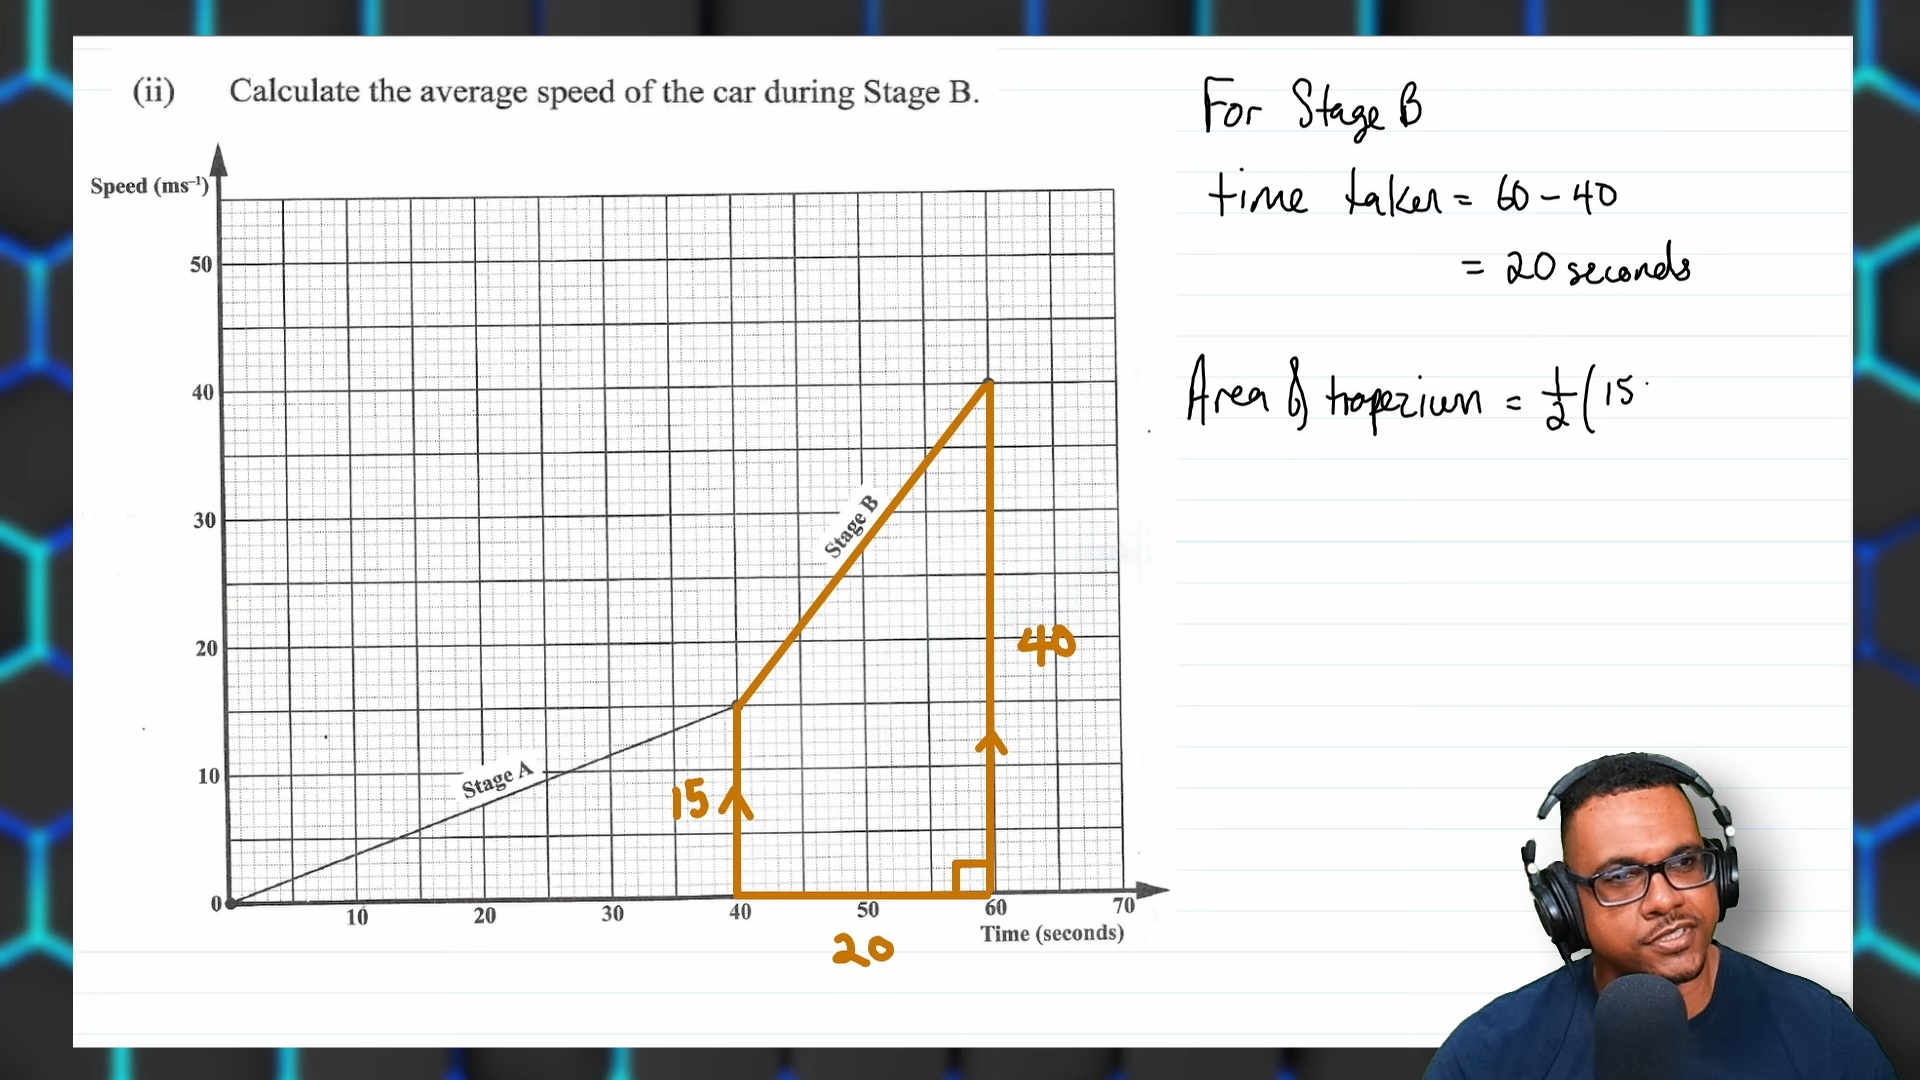 (ii) Calculate the average speed of the car during Stage B.
Speed (ms⁻¹)
50
40
30
20
10
0
10 20 30 40 50 60 70
Time (seconds)
Stage A
Stage B
15
40
20
For Stage B
time taken = 60 - 40
= 20 seconds
Area of trapezium = 1/2 (15